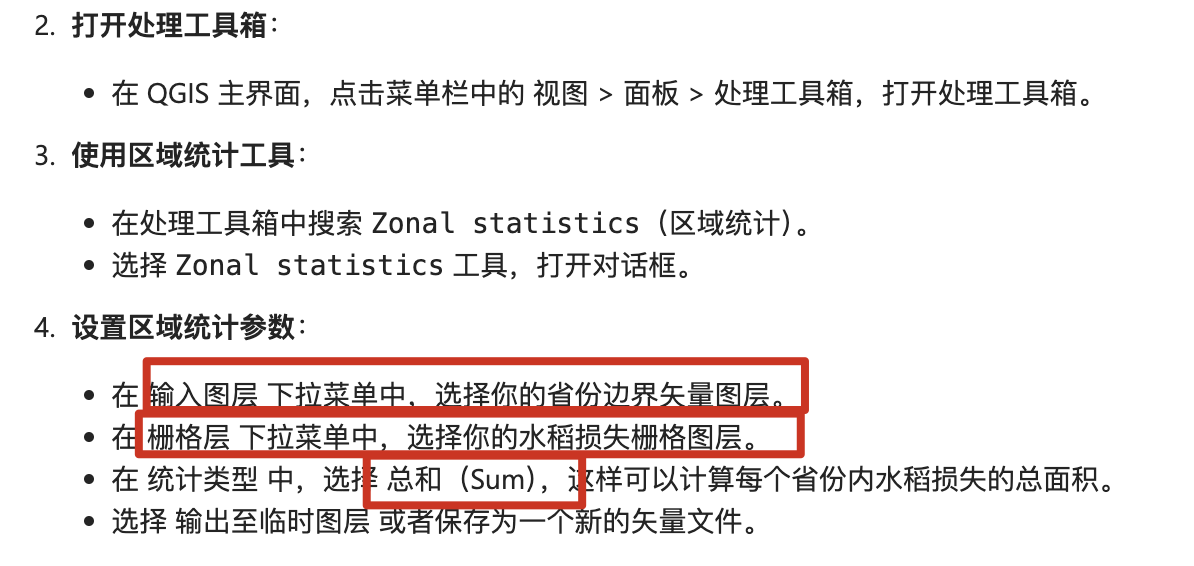 2. 打开处理工具箱：
• 在 QGIS 主界面，点击菜单栏中的 视图 > 面板 > 处理工具箱，打开处理工具箱。
3. 使用区域统计工具：
• 在处理工具箱中搜索 Zonal statistics（区域统计）。
• 选择 Zonal statistics 工具，打开对话框。
4. 设置区域统计参数：
• 在 输入图层 下拉菜单中，选择你的省份边界矢量图层。
• 在 栅格层 下拉菜单中，选择你的水稻损失栅格图层。
• 在 统计类型 中，选择 总和（Sum），这样可以计算每个省份内水稻损失的总面积。
• 选择 输出至临时图层 或者保存为一个新的矢量文件。